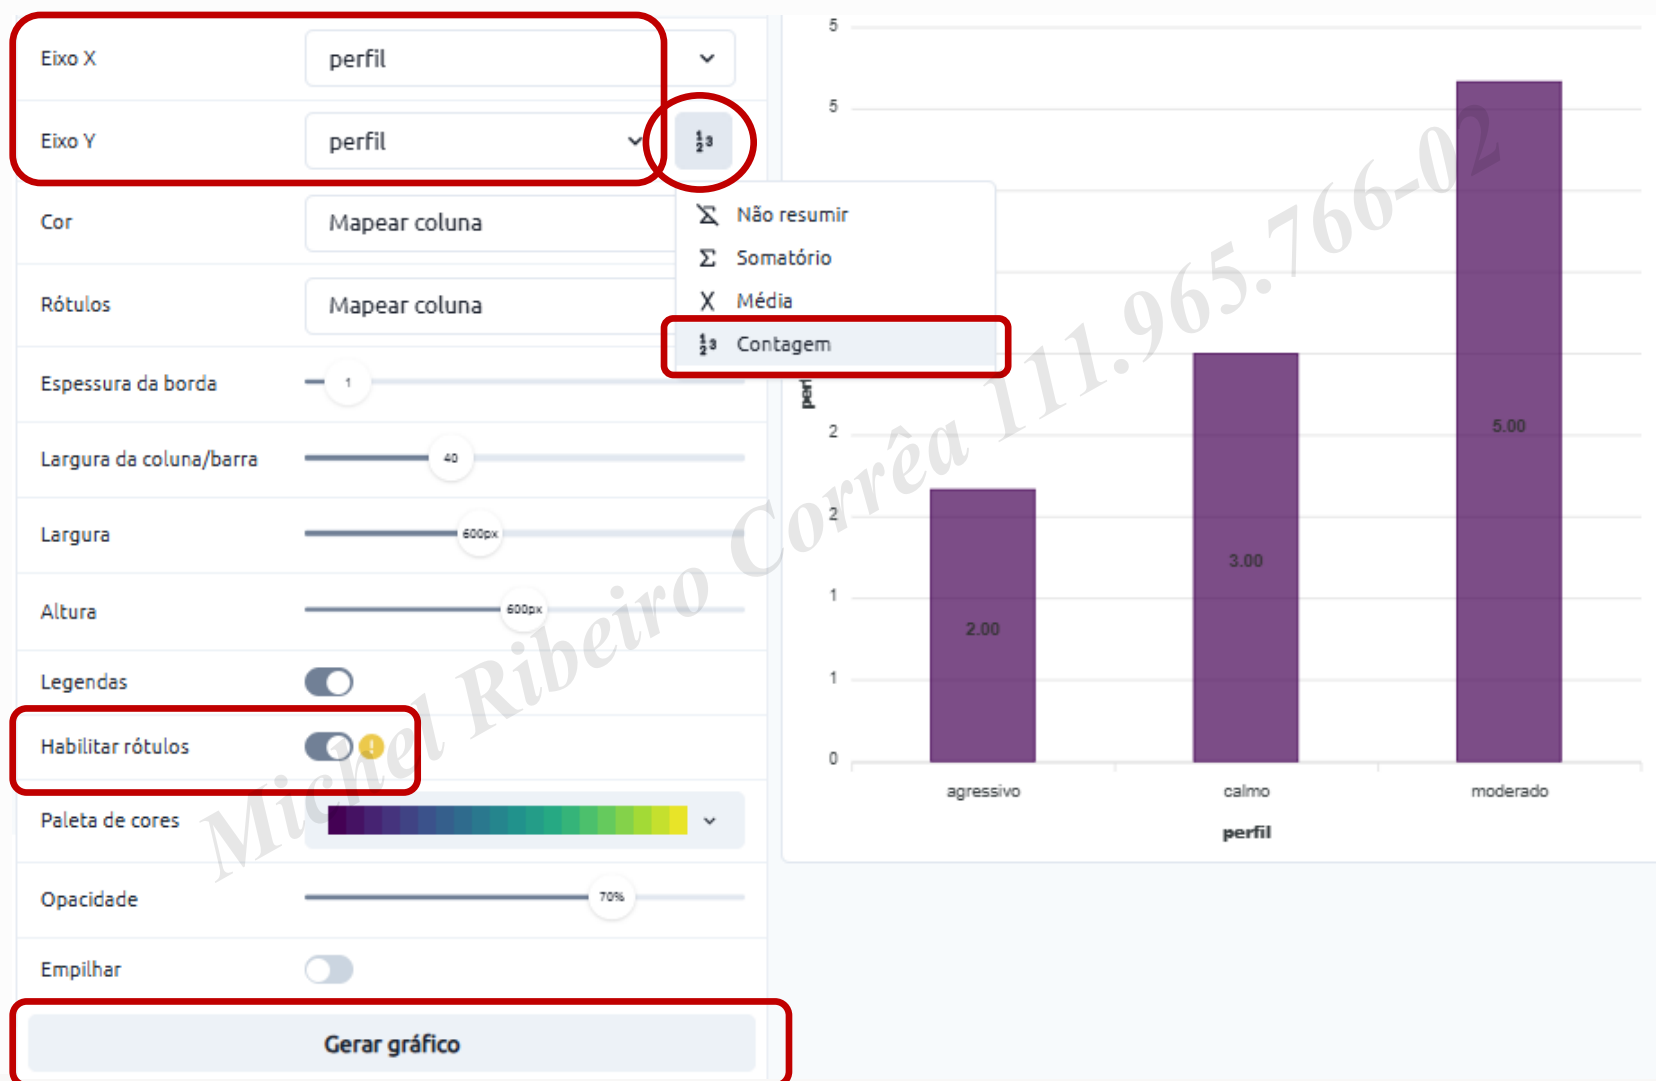 Eixo X
perfil
Eixo Y
perfil
Cor
Mapear coluna
Rótulos
Mapear coluna
Não resumir
Somatório
Média
Contagem
Espessura da borda
1
Largura da coluna/barra
40
Largura
600px
Altura
600px
Legendas
Habilitar rótulos
Paleta de cores
Opacidade
70%
Empilhar
Gerar gráfico
5
5
2
2
1
1
0
2.00
3.00
5.00
agressivo
calmo
moderado
perfil
Michel Ribeiro Corrêa 111.965.766-02